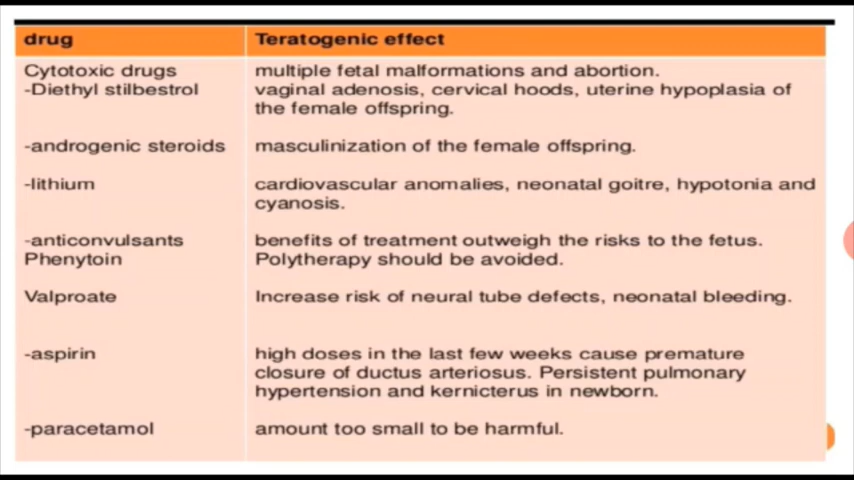 drug Teratogenic effect
Cytotoxic drugs multiple fetal malformations and abortion.
-Diethyl stilbestrol vaginal adenosis, cervical hoods, uterine hypoplasia of
the female offspring.
-androgenic steroids masculinization of the female offspring.
-lithium cardiovascular anomalies, neonatal goitre, hypotonia and
cyanosis.
-anticonvulsants benefits of treatment outweigh the risks to the fetus.
Phenytoin Polytherapy should be avoided.
Valproate Increase risk of neural tube defects, neonatal bleeding.
-aspirin high doses in the last few weeks cause premature
closure of ductus arteriosus. Persistent pulmonary
hypertension and kernicterus in newborn.
-paracetamol amount too small to be harmful.